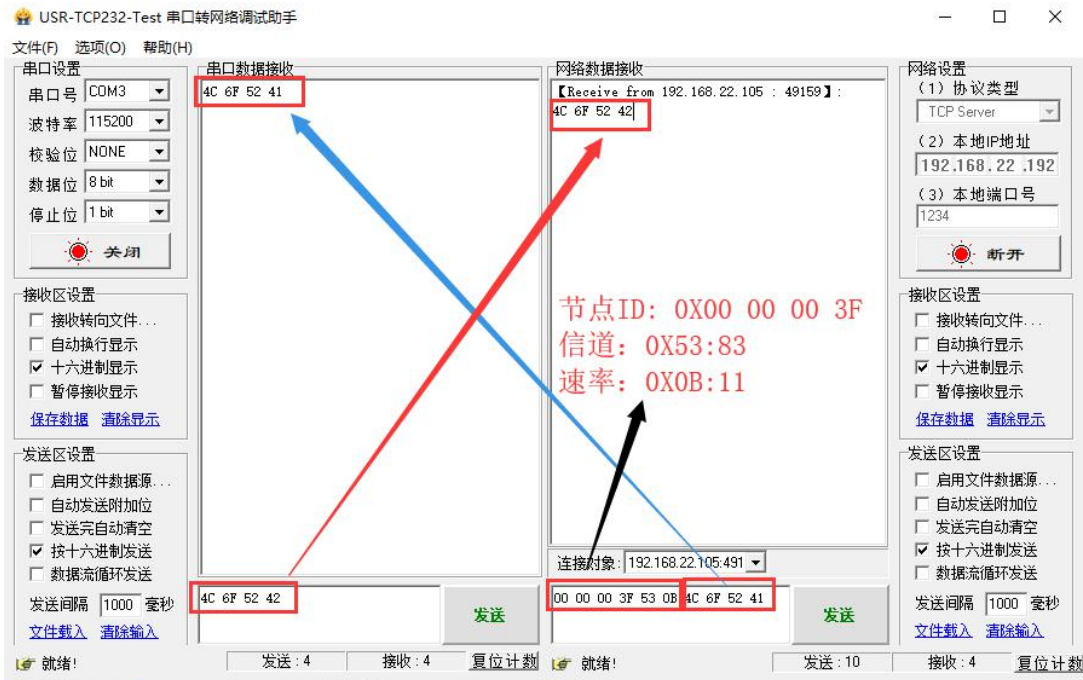 USR-TCP232-Test 串口转网络调试助手
文件(F) 选项(O) 帮助(H)
串口设置
串口号 COM3
波特率 115200
校验位 NONE
数据位 8 bit
停止位 1 bit
关闭
接收区设置
接收转向文件...
自动换行显示
十六进制显示
暂停接收显示
保存数据 清除显示
发送区设置
启用文件数据源...
自动发送附加位
发送完自动清空
按十六进制发送
数据流循环发送
发送间隔 1000 毫秒
文件载入 清除输入
串口数据接收
4C 6F 52 41
4C 6F 52 42
发送
网络数据接收
【Receive from 192.168.22.105 : 49159】:
4C 6F 52 42
节点ID: 0X00 00 00 3F
信道: 0X53:83
速率: 0X0B:11
连接对象: 192.168.22.105:491
00 00 00 3F 53 0B 4C 6F 52 41
发送
网络设置
(1) 协议类型
TCP Server
(2) 本地IP地址
192.168.22.192
(3) 本地端口号
1234
断开
接收区设置
接收转向文件...
自动换行显示
十六进制显示
暂停接收显示
保存数据 清除显示
发送区设置
启用文件数据源...
自动发送附加位
发送完自动清空
按十六进制发送
数据流循环发送
发送间隔 1000 毫秒
文件载入 清除输入
就绪! 发送:4 接收:4 复位计数
就绪! 发送:10 接收:4 复位计数